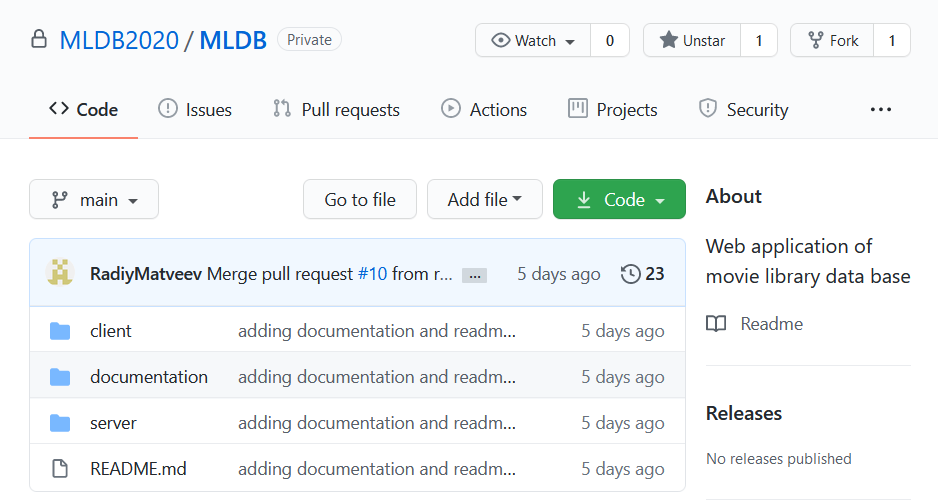 MLDB2020 / MLDB Private Watch 0 Unstar 1 Fork 1
Code Issues Pull requests Actions Projects Security ...
main Go to file Add file Code
RadiyMatveev Merge pull request #10 from r... ... 5 days ago 23
client adding documentation and readm... 5 days ago
documentation adding documentation and readm... 5 days ago
server adding documentation and readm... 5 days ago
README.md adding documentation and readm... 5 days ago
About
Web application of
movie library data base
Readme
Releases
No releases published